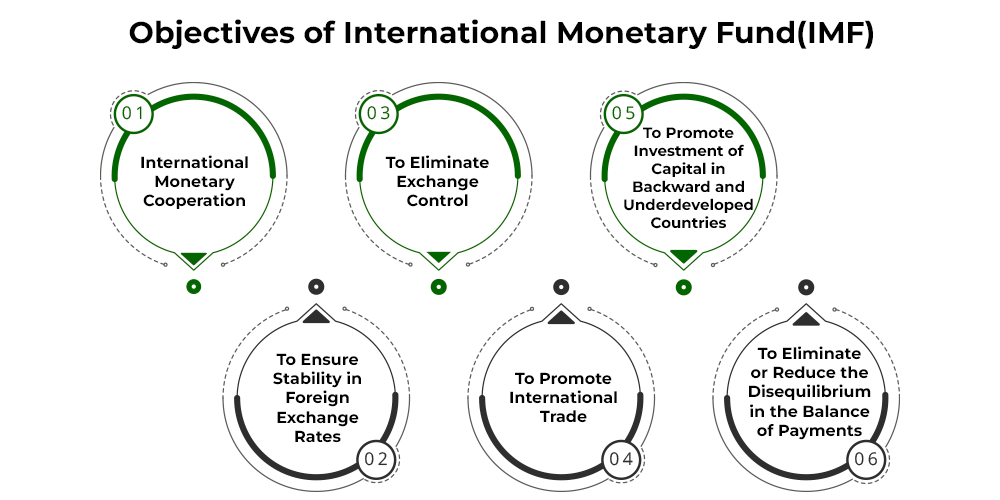 Objectives of International Monetary Fund(IMF)
01
International
Monetary
Cooperation
02
To Ensure
Stability in
Foreign
Exchange
Rates
03
To Eliminate
Exchange
Control
04
To Promote
International
Trade
05
To Promote
Investment of
Capital in
Backward and
Underdeveloped
Countries
06
To Eliminate
or Reduce the
Disequilibrium
in the Balance
of Payments